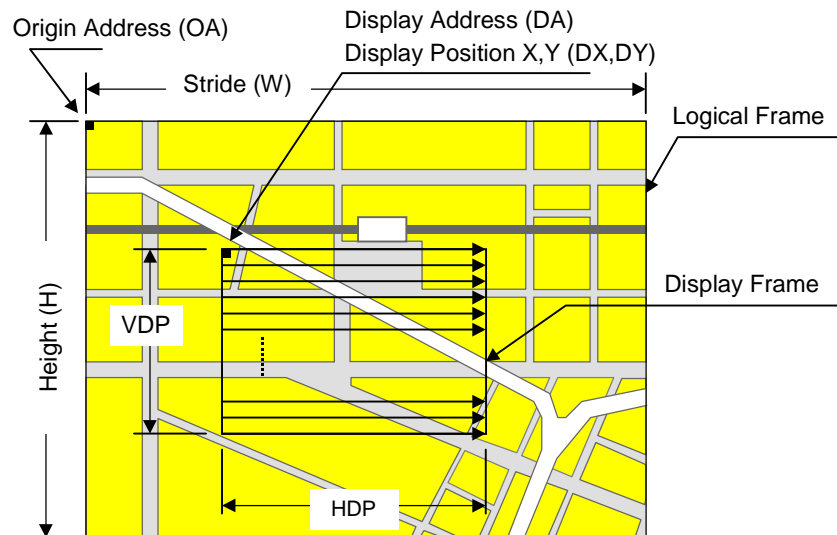 Origin Address (OA)
Display Address (DA)
Display Position X,Y (DX,DY)
Stride (W)
Logical Frame
Height (H)
VDP
Display Frame
HDP